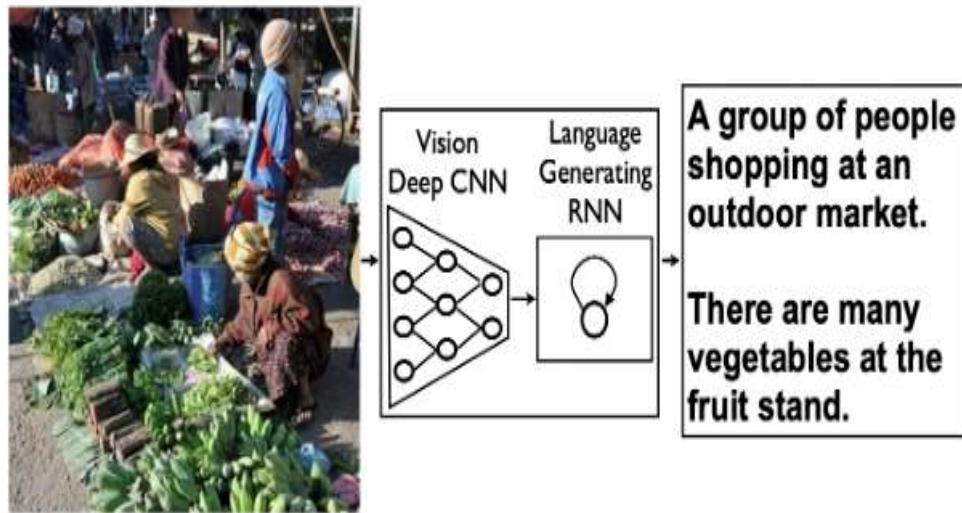 Vision
Deep CNN
Language
Generating
RNN
A group of people
shopping at an
outdoor market.
There are many
vegetables at the
fruit stand.